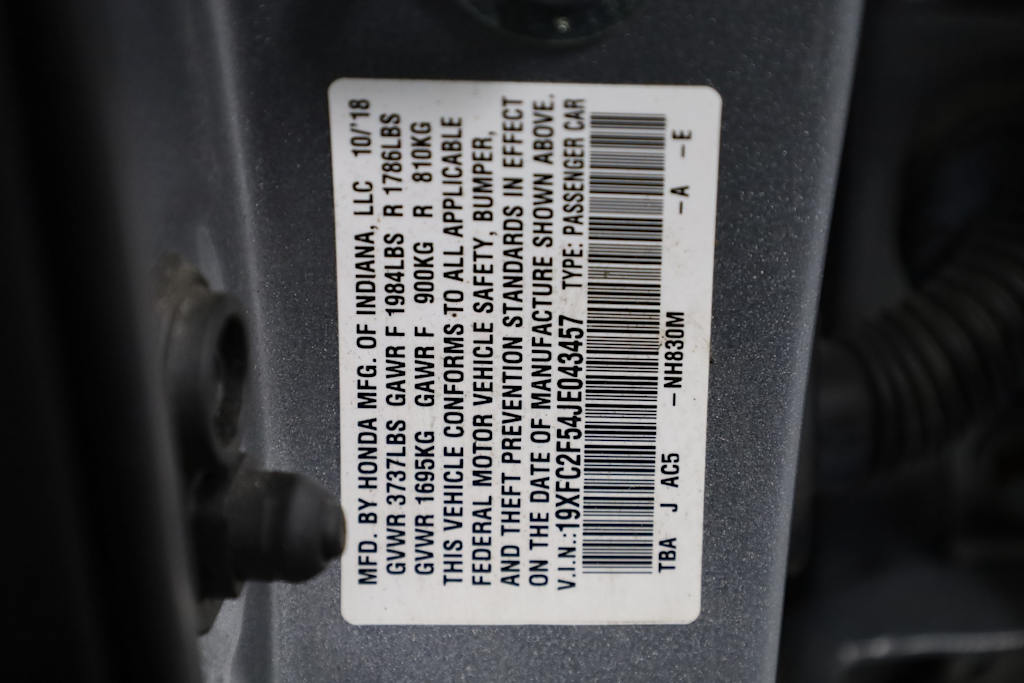 MFD. BY HONDA MFG. OF INDIANA, LLC 10/'18
GVWR 3737LBS GAWR F 1984LBS R 1786LBS
GVWR 1695KG GAWR F 900KG R 810KG
THIS VEHICLE CONFORMS TO ALL APPLICABLE
FEDERAL MOTOR VEHICLE SAFETY, BUMPER,
AND THEFT PREVENTION STANDARDS IN EFFECT
ON THE DATE OF MANUFACTURE SHOWN ABOVE.
V.I.N.:19XFC2F54JE043457 TYPE: PASSENGER CAR
TBA J AC5 -NH830M -A -E